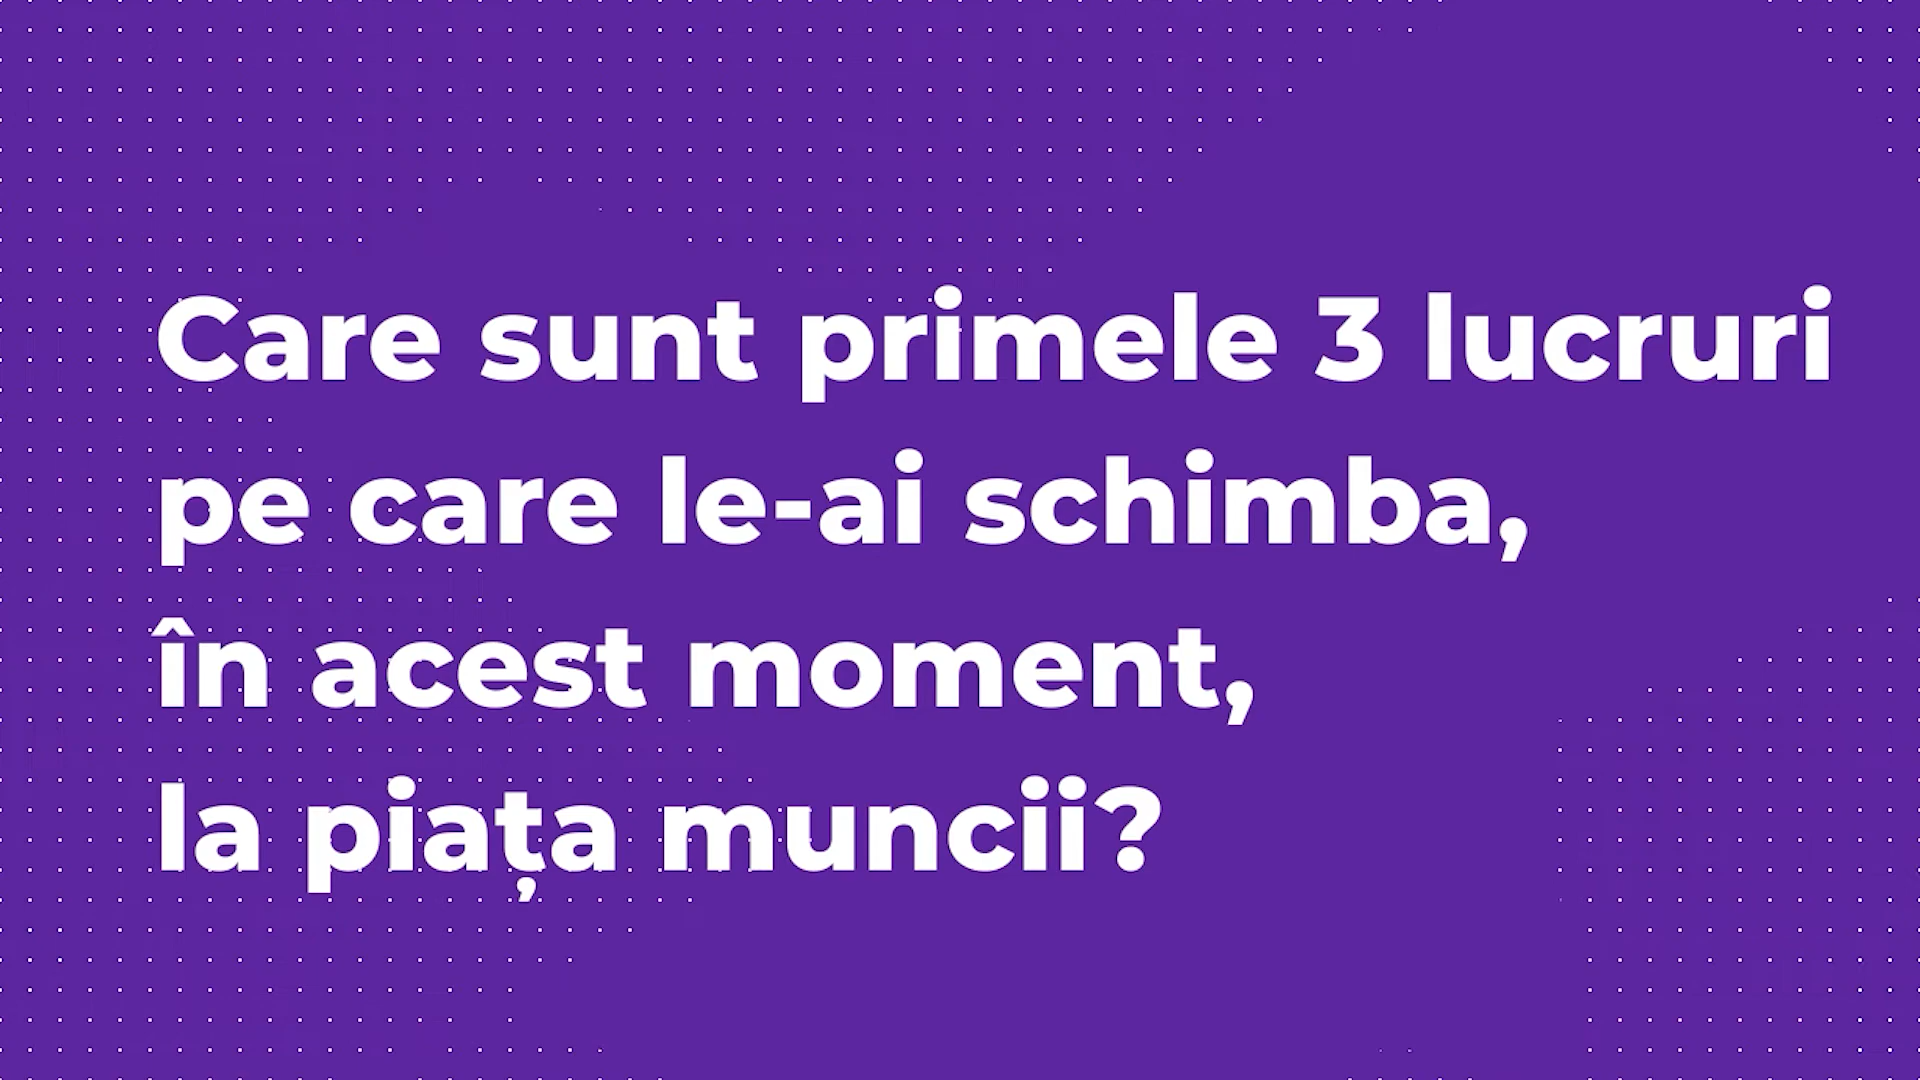 Care sunt primele 3 lucruri
pe care le-ai schimba,
în acest moment,
la piața muncii?